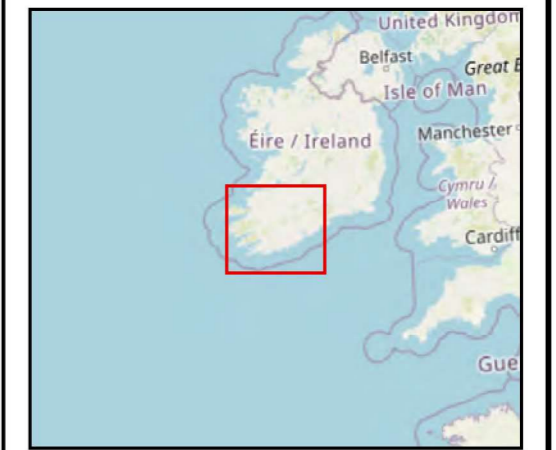 United Kingdom
Belfast
Great
Isle of Man
Éire / Ireland
Manchester
Cymru /
Wales
Cardiff
Gue